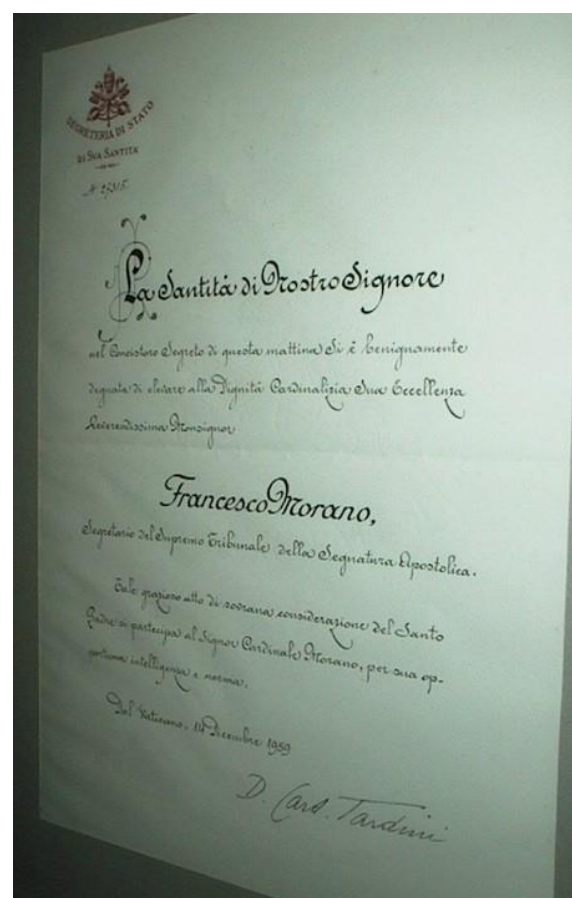 SEGRETERIA DI STATO
DI SUA SANTITÀ
La Santità di Nostro Signore
nel Concistoro Segreto di questa mattina Si è benignamente
degnata di elevare alla Dignità Cardinalizia Sua Eccellenza
Reverendissima Monsignor
Francesco Morano,
Segretario del Supremo Tribunale della Segnatura Apostolica.
Tale grazioso atto di sovrana considerazione del Santo
Padre si partecipa al Signor Cardinale Morano, per sua op-
portuna intelligenza e norma.
Dal Vaticano, 14 Dicembre 1959
D. Card. Tardini